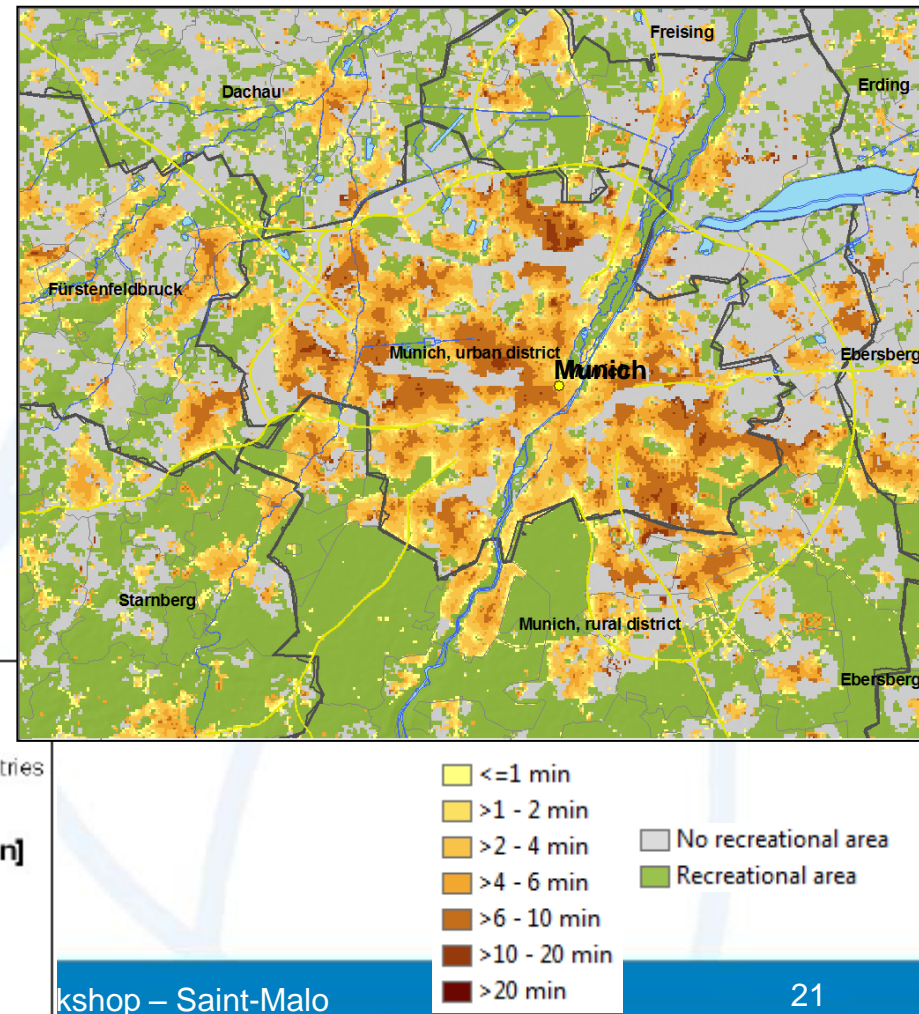 Freising
Dachau
Erding
Fürstenfeldbruck
Munich, urban district
Munich
Ebersberg
Starnberg
Munich, rural district
Ebersberg
tries
n]
<=1 min
>1 - 2 min
>2 - 4 min
>4 - 6 min
>6 - 10 min
>10 - 20 min
>20 min
No recreational area
Recreational area
kshop – Saint-Malo
21